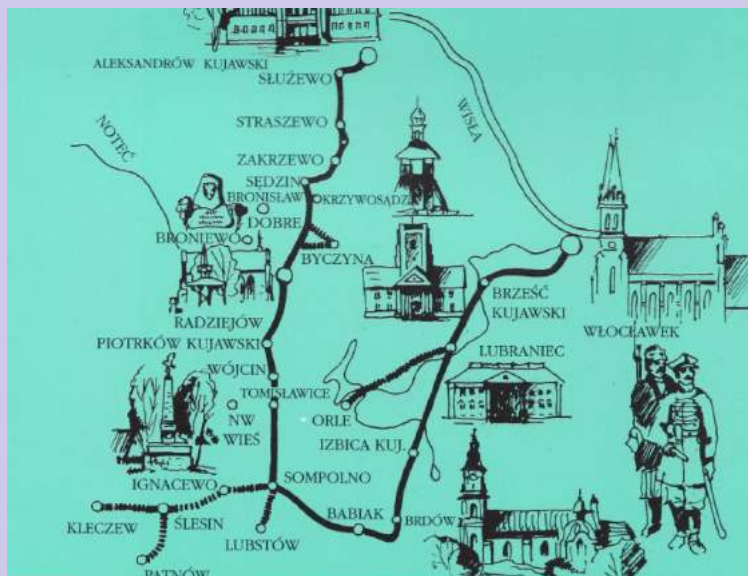 ALEKSANDRÓW KUJAWSKI
SŁUŻEWO
STRASZEWO
WISŁA
NOTEĆ
ZAKRZEWO
SĘDZIN
BRONISŁAW
KRZYWOSĄDZ
DOBRE
BRONIEWO
BYCZYNA
BRZEŚĆ
KUJAWSKI
RADZIEJÓW
WŁOCŁAWEK
PIOTRKÓW KUJAWSKI
LUBRANIEC
WÓJCIN
TOMISŁAWICE
NW
WIEŚ
ORLE
IZBICA KUJ.
IGNACEWO
SOMPOLNO
KLECZEW
ŚLESIN
BABIAK
BRDÓW
LUBSTÓW
PĄTNÓW